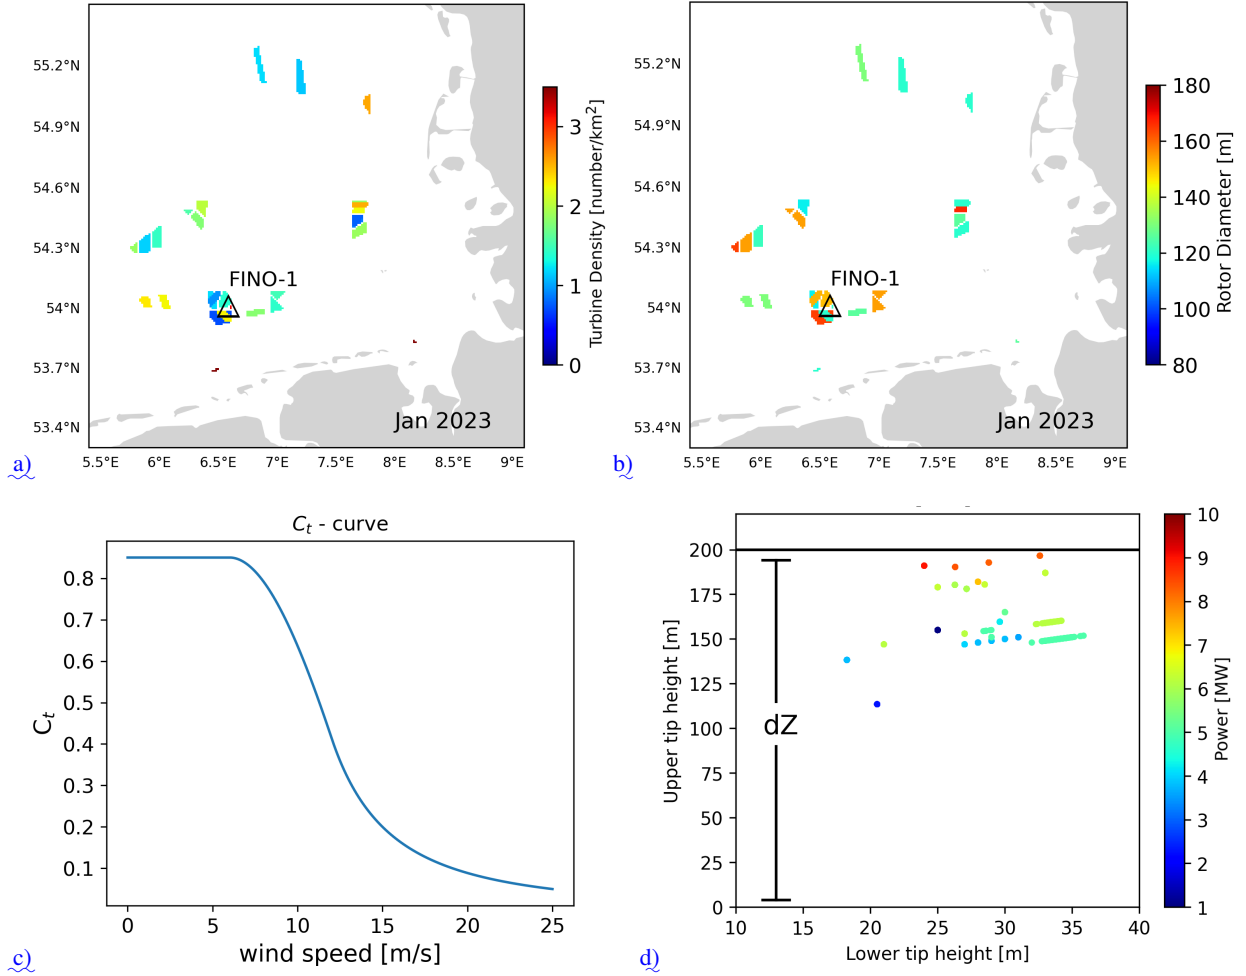 55.2°N
54.9°N
54.6°N
54.3°N
54°N
53.7°N
53.4°N
5.5°E 6°E 6.5°E 7°E 7.5°E 8°E 8.5°E 9°E
FINO-1
Jan 2023
3
2
1
0
Turbine Density [number/km²]
a)
55.2°N
54.9°N
54.6°N
54.3°N
54°N
53.7°N
53.4°N
5.5°E 6°E 6.5°E 7°E 7.5°E 8°E 8.5°E 9°E
FINO-1
Jan 2023
180
160
140
120
100
80
Rotor Diameter [m]
b)
C_t - curve
0.8
0.7
0.6
0.5
0.4
0.3
0.2
0.1
C_t
0 5 10 15 20 25
wind speed [m/s]
c)
200
175
150
125
100
75
50
25
0
Upper tip height [m]
dZ
10 15 20 25 30 35 40
Lower tip height [m]
10
9
8
7
6
5
4
3
2
1
Power [MW]
d)